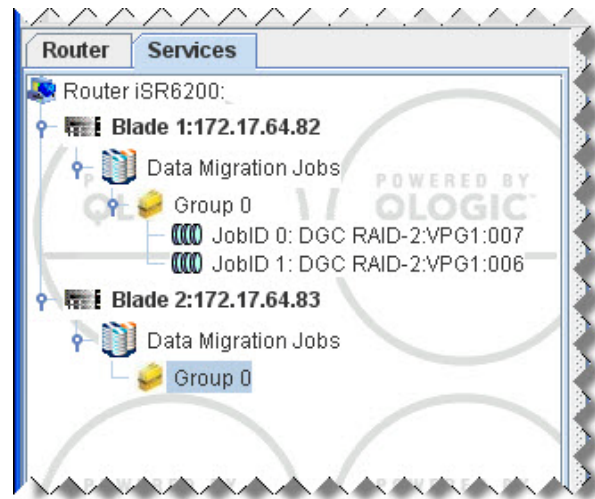 Router Services
Router iSR6200:
Blade 1:172.17.64.82
Data Migration Jobs
POWERED BY
QLOGIC
Group 0
JobID 0: DGC RAID-2:VPG1:007
JobID 1: DGC RAID-2:VPG1:006
Blade 2:172.17.64.83
Data Migration Jobs
Group 0